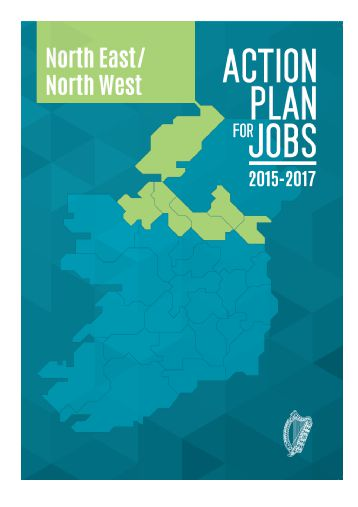 North East/
North West
ACTION
PLAN
FOR JOBS
2015-2017